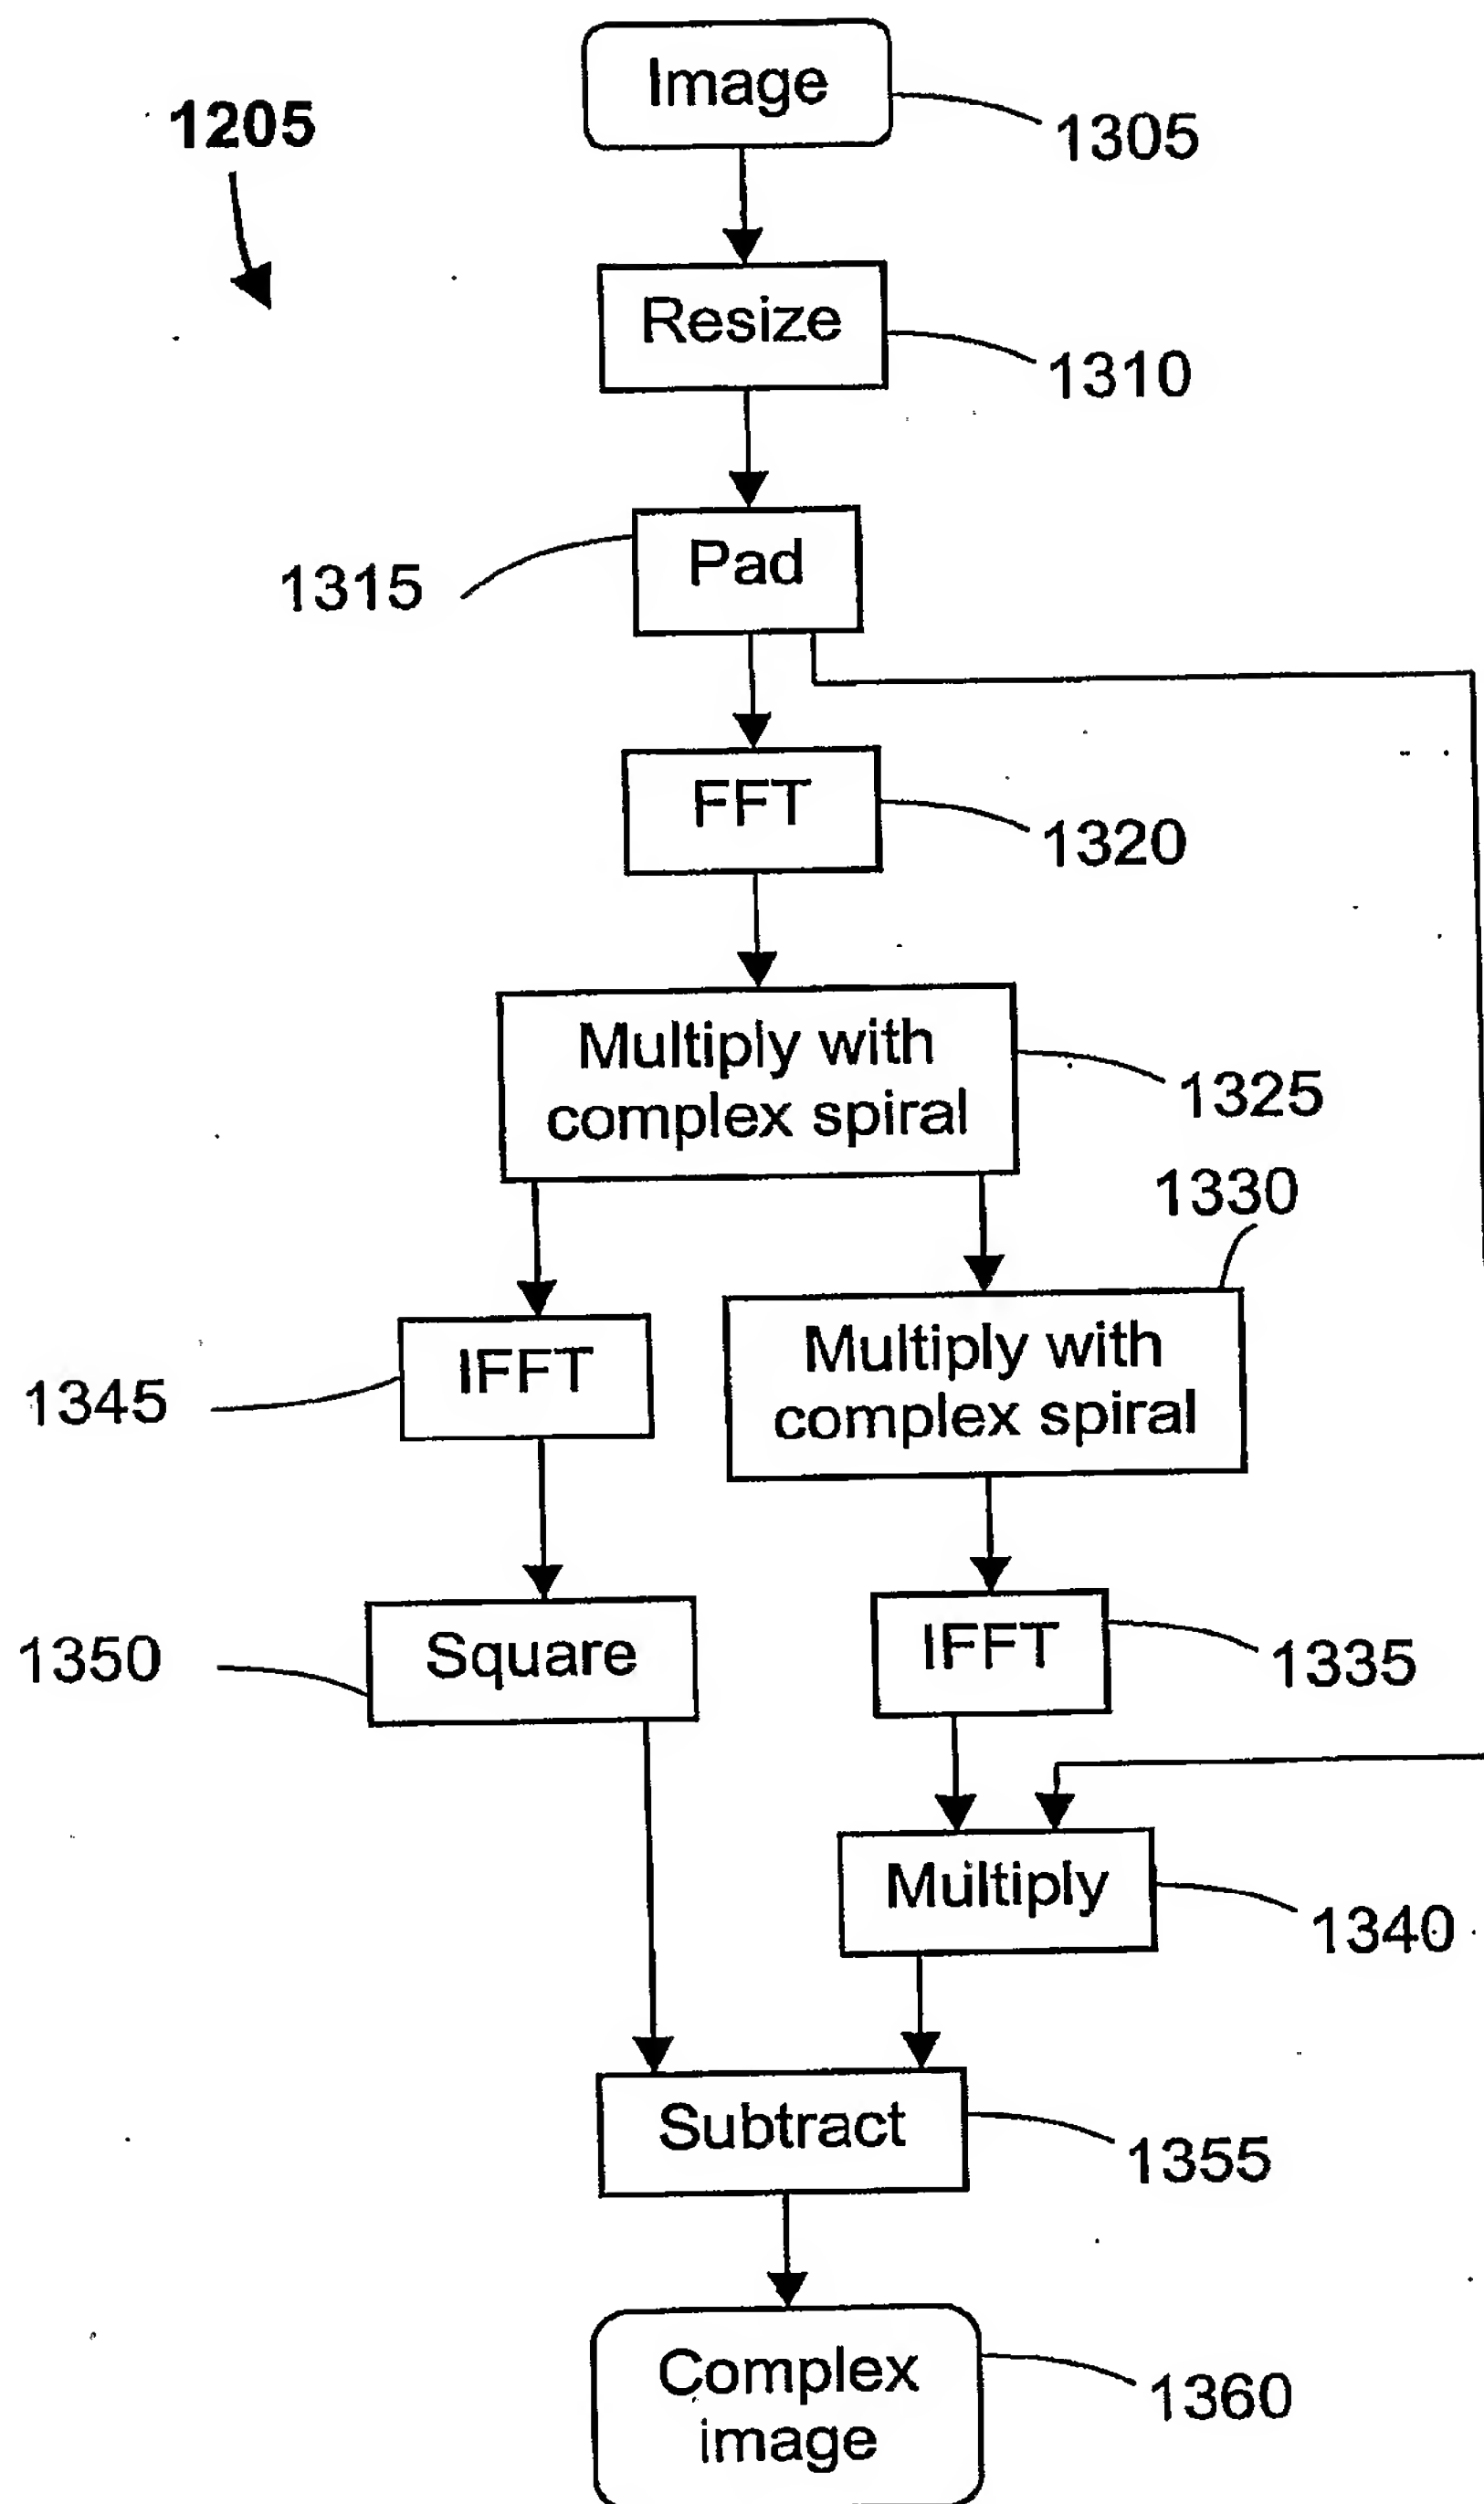 Image
1205
1305
Resize
1310
Pad
1315
FFT
1320
Multiply with
complex spiral
1325
1330
IFFT
Multiply with
complex spiral
1345
Square
IFFT
1350
1335
Multiply
1340
Subtract
1355
Complex
image
1360